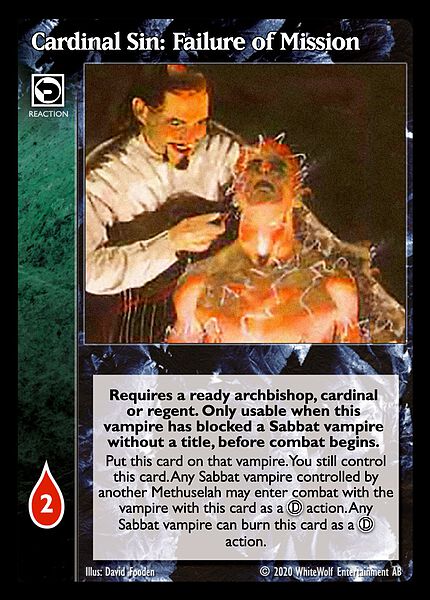 Cardinal Sin: Failure of Mission
REACTION
Requires a ready archbishop, cardinal
or regent. Only usable when this
vampire has blocked a Sabbat vampire
without a title, before combat begins.
Put this card on that vampire. You still control
this card. Any Sabbat vampire controlled by
another Methuselah may enter combat with the
vampire with this card as a Ⓓ action. Any
Sabbat vampire can burn this card as a Ⓓ
action.
2
Illus: David Fooden
© 2020 WhiteWolf Entertainment AB